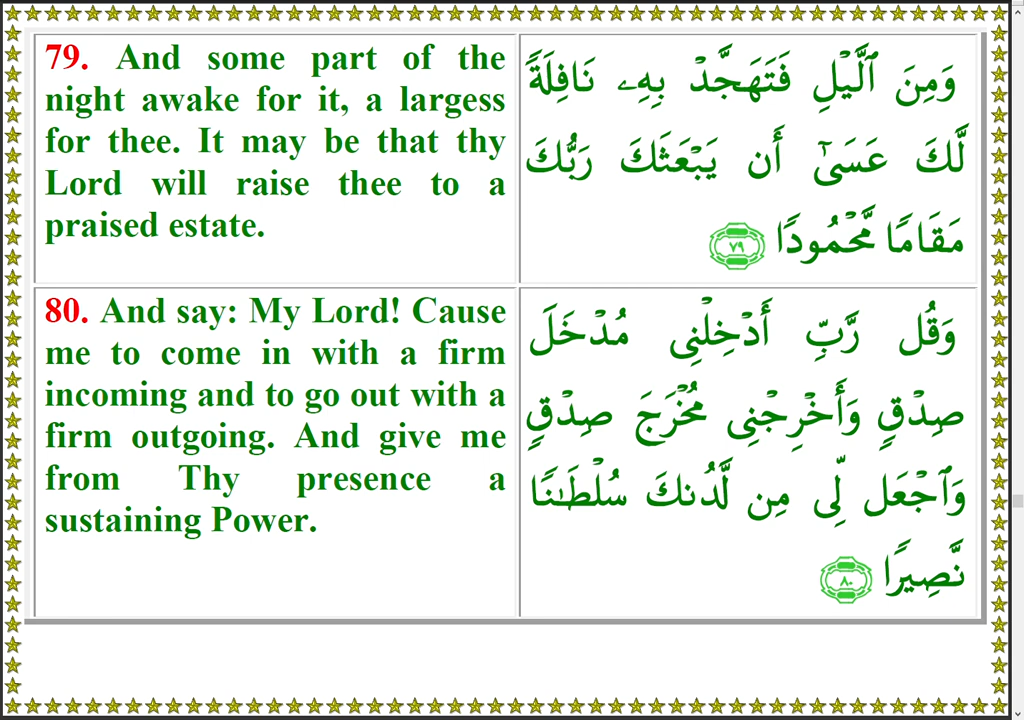 79. And some part of the
night awake for it, a largess
for thee. It may be that thy
Lord will raise thee to a
praised estate.
وَمِنَ ٱلَّيْلِ فَتَهَجَّدْ بِهِۦ نَافِلَةً
لَّكَ عَسَىٰٓ أَن يَبْعَثَكَ رَبُّكَ
مَقَامًا مَّحْمُودًا ٧٩
80. And say: My Lord! Cause
me to come in with a firm
incoming and to go out with a
firm outgoing. And give me
from Thy presence a
sustaining Power.
وَقُل رَّبِّ أَدْخِلْنِى مُدْخَلَ
صِدْقٍ وَأَخْرِجْنِى مُخْرَجَ صِدْقٍ
وَٱجْعَل لِّى مِن لَّدُنكَ سُلْطَـٰنًا
نَّصِيرًا ٨٠